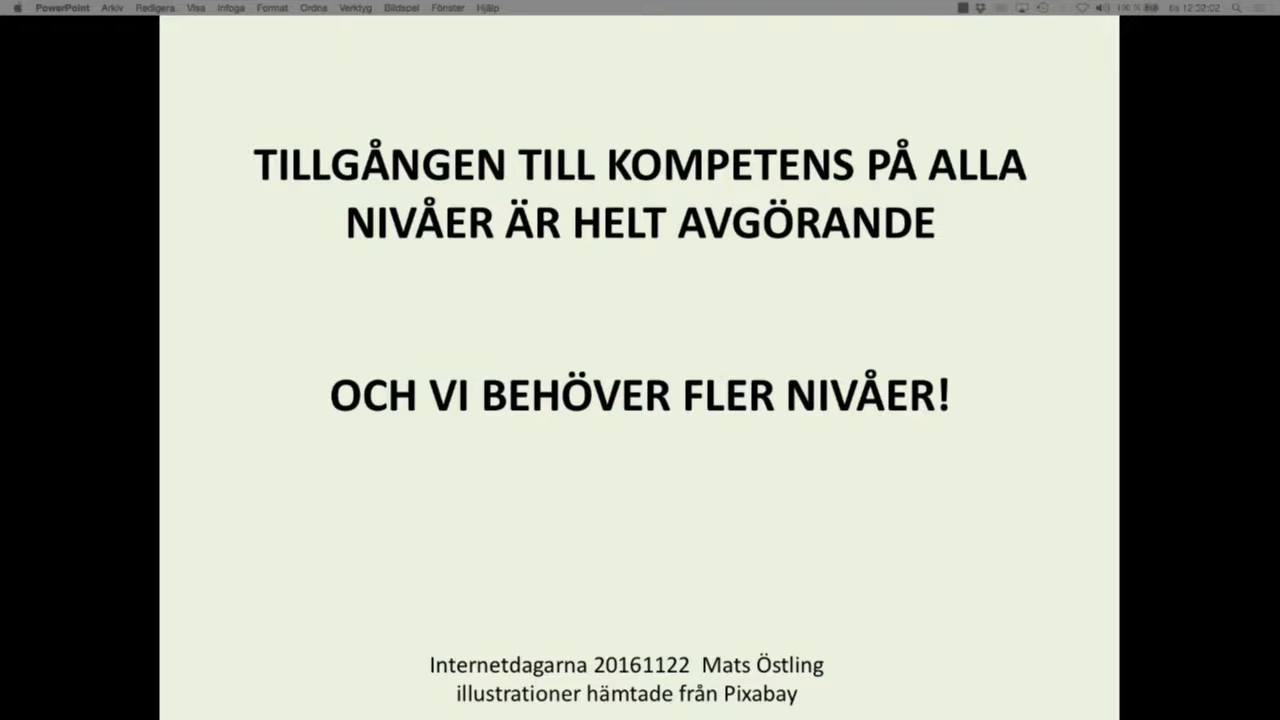 PowerPoint Arkiv Redigera Visa Infoga Format Ordna Verktyg Bildspel Fönster Hjälp
TILLGÅNGEN TILL KOMPETENS PÅ ALLA
NIVÅER ÄR HELT AVGÖRANDE
OCH VI BEHÖVER FLER NIVÅER!
Internetdagarna 20161122 Mats Östling
illustrationer hämtade från Pixabay